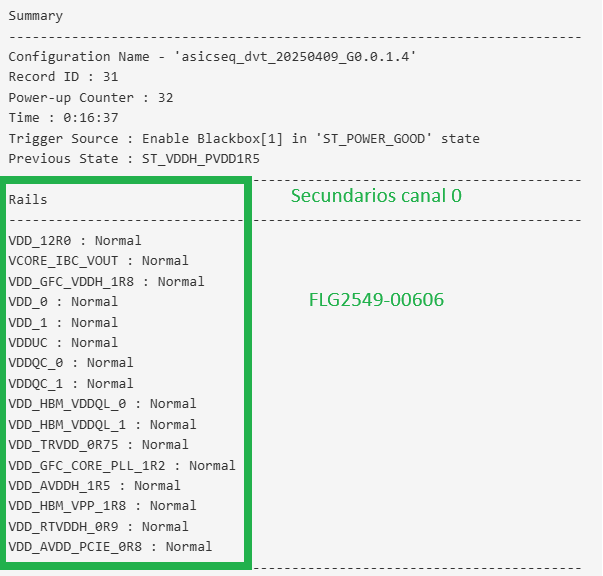 Summary
--------------------------------------------------------------------------
Configuration Name - 'asicseq_dvt_20250409_G0.0.1.4'
Record ID : 31
Power-up Counter : 32
Time : 0:16:37
Trigger Source : Enable Blackbox[1] in 'ST_POWER_GOOD' state
Previous State : ST_VDDH_PVDD1R5
--------------------------------------------------------------------------
Rails
Secundarios canal 0
--------------------------------------------------------------------------
VDD_12R0 : Normal
VCORE_IBC_VOUT : Normal
VDD_GFC_VDDH_1R8 : Normal
VDD_0 : Normal
FLG2549-00606
VDD_1 : Normal
VDDUC : Normal
VDDQC_0 : Normal
VDDQC_1 : Normal
VDD_HBM_VDDQL_0 : Normal
VDD_HBM_VDDQL_1 : Normal
VDD_TRVDD_0R75 : Normal
VDD_GFC_CORE_PLL_1R2 : Normal
VDD_AVDDH_1R5 : Normal
VDD_HBM_VPP_1R8 : Normal
VDD_RTVDDH_0R9 : Normal
VDD_AVDD_PCIE_0R8 : Normal
--------------------------------------------------------------------------